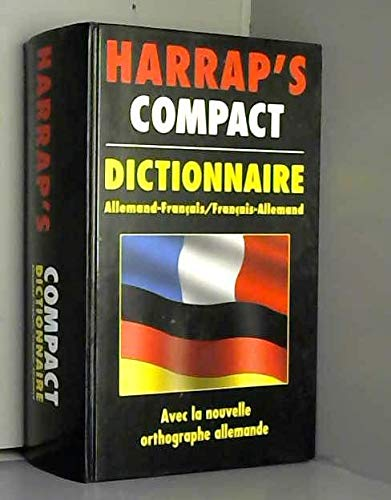 HARRAP'S
COMPACT
DICTIONNAIRE
Allemand-Français/Français-Allemand
Avec la nouvelle
orthographe allemande
HARRAP'S
COMPACT
DICTIONNAIRE